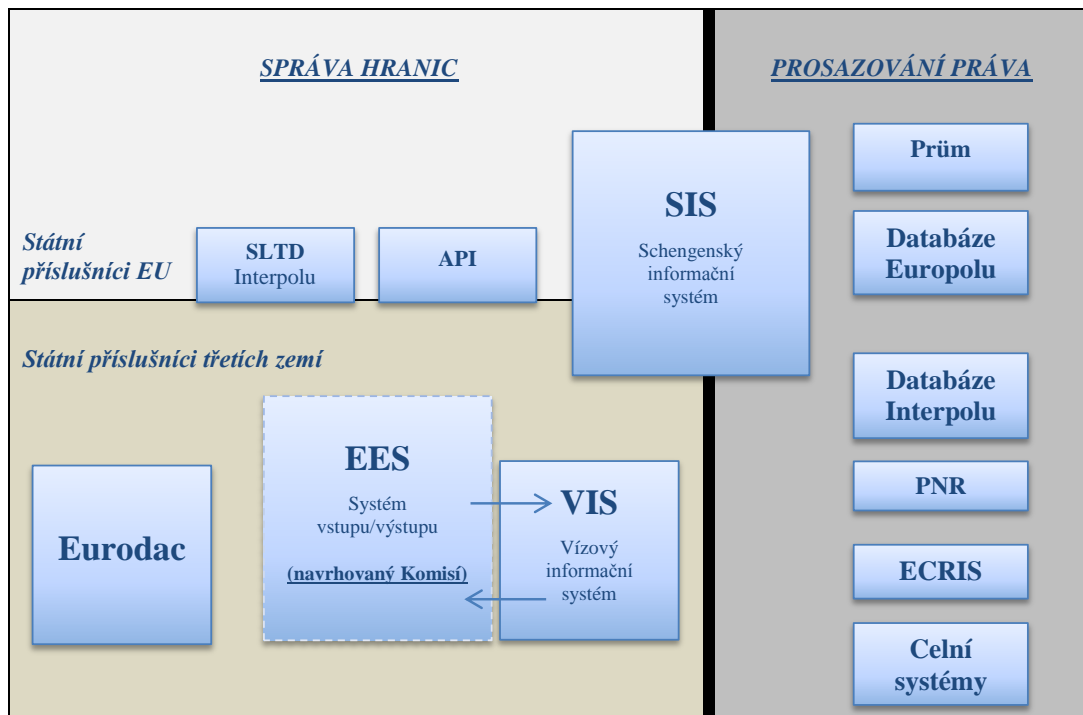 SPRÁVA HRANIC
PROSAZOVÁNÍ PRÁVA
Státní
příslušníci EU
SLTD
Interpolu
API
SIS
Schengenský
informační
systém
Prüm
Databáze
Europolu
Státní příslušníci třetích zemí
Eurodac
EES
Systém
vstupu/výstupu
(navrhovaný Komisí)
VIS
Vízový
informační
systém
Databáze
Interpolu
PNR
ECRIS
Celní
systémy